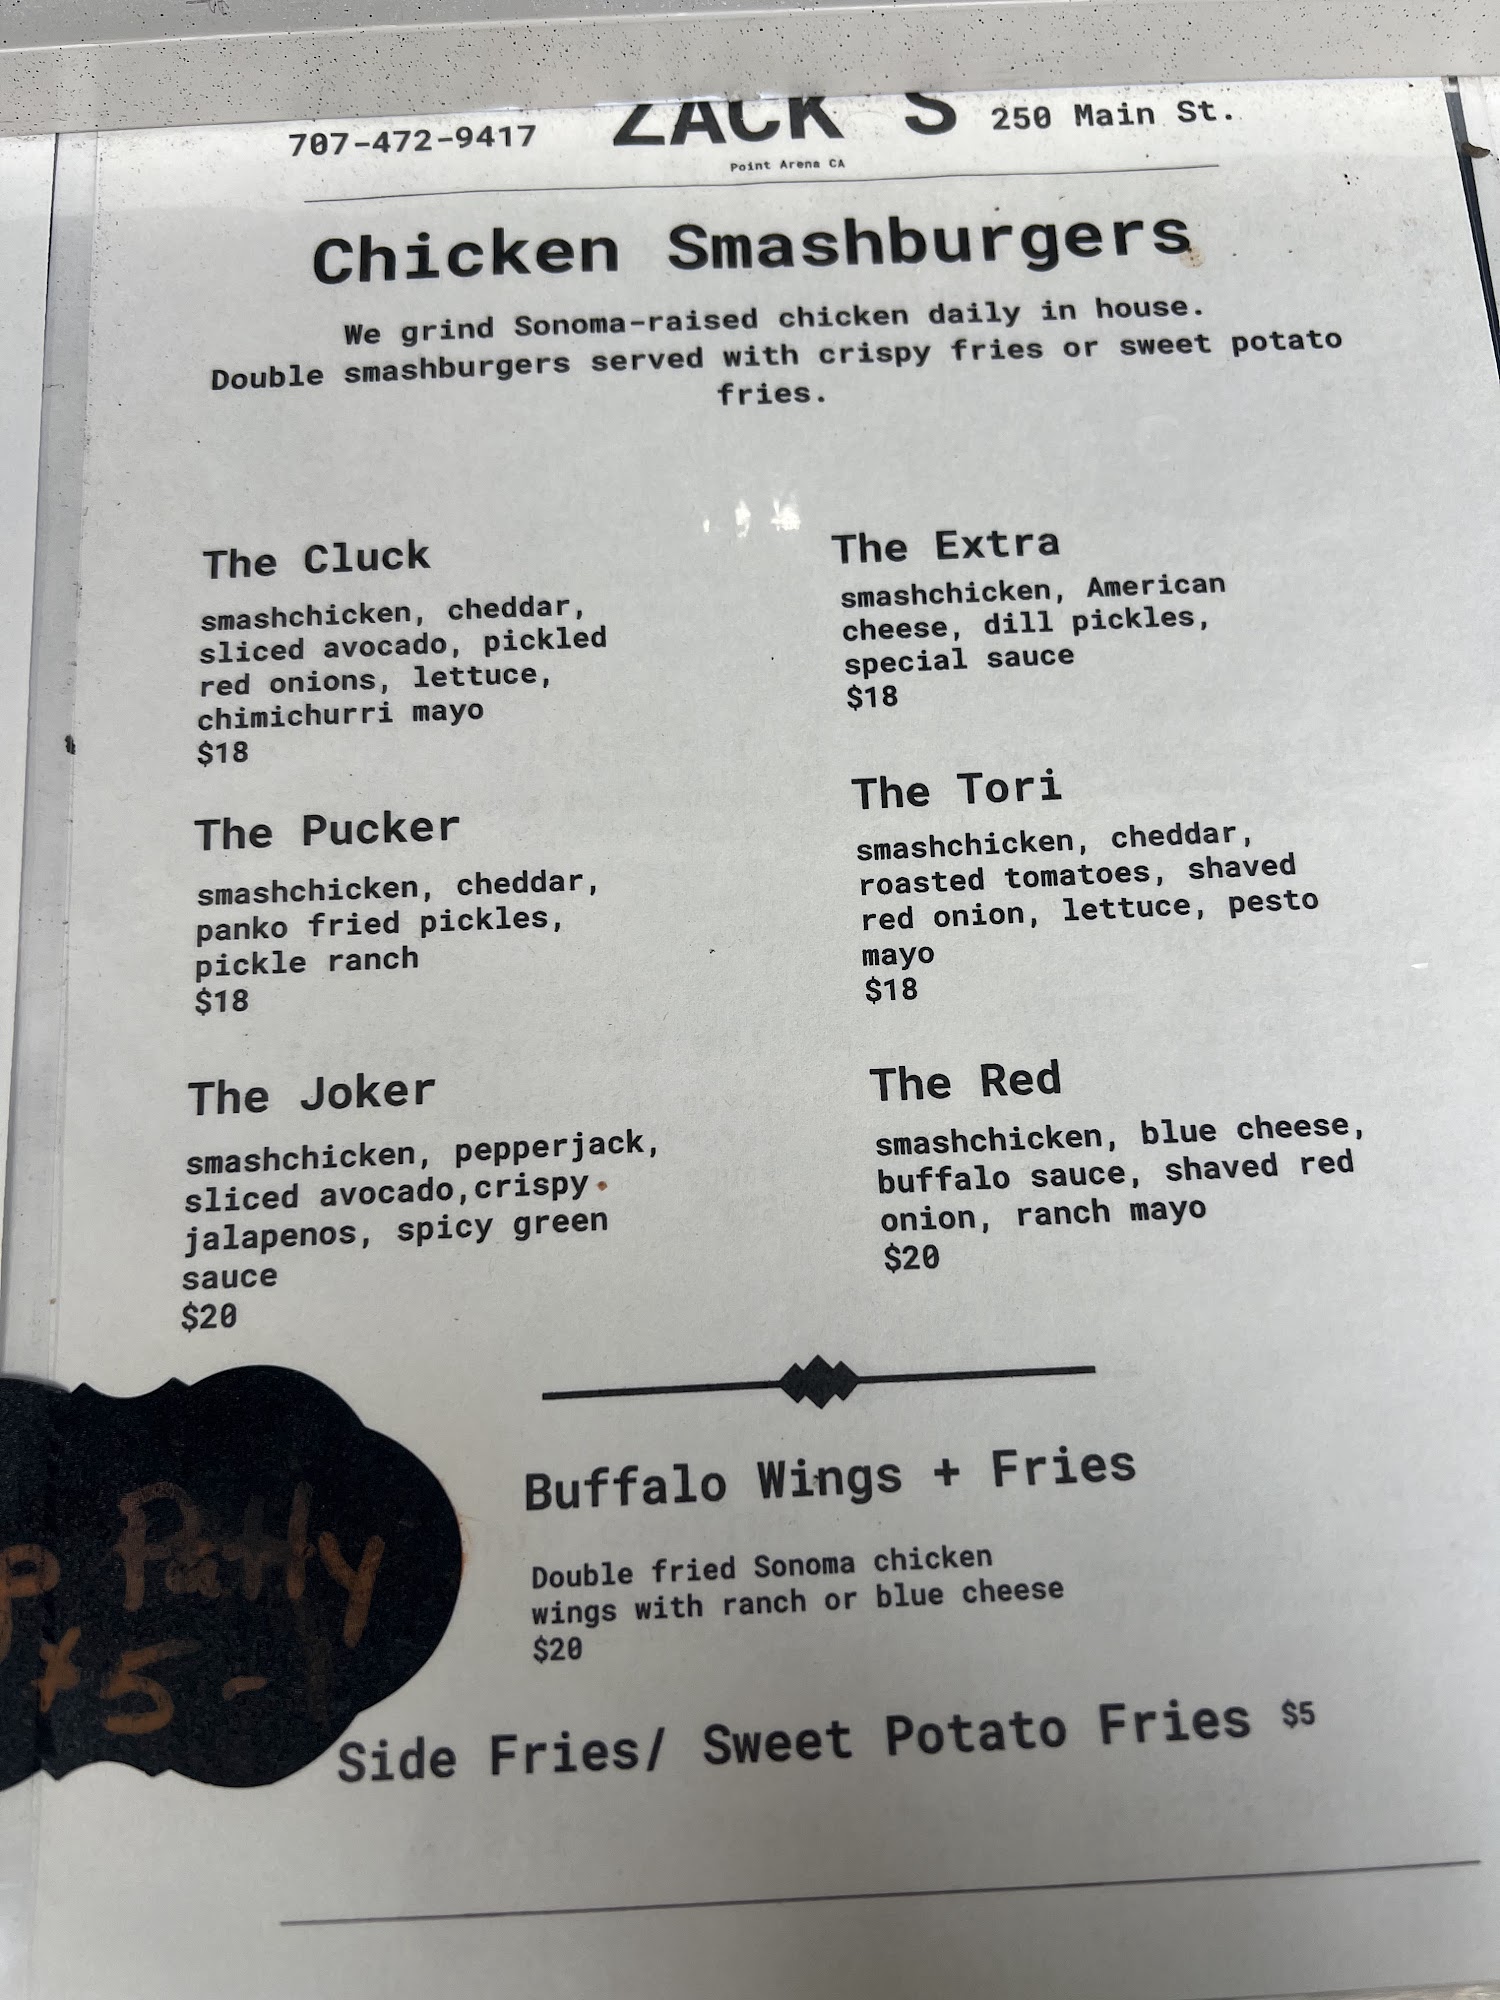 707-472-9417 ZACK'S 250 Main St.
Point Arena CA
Chicken Smashburgers
We grind Sonoma-raised chicken daily in house.
Double smashburgers served with crispy fries or sweet potato
fries.
The Cluck
smashchicken, cheddar,
sliced avocado, pickled
red onions, lettuce,
chimichurri mayo
$18
The Pucker
smashchicken, cheddar,
panko fried pickles,
pickle ranch
$18
The Joker
smashchicken, pepperjack,
sliced avocado,crispy
jalapenos, spicy green
sauce
$20
The Extra
smashchicken, American
cheese, dill pickles,
special sauce
$18
The Tori
smashchicken, cheddar,
roasted tomatoes, shaved
red onion, lettuce, pesto
mayo
$18
The Red
smashchicken, blue cheese,
buffalo sauce, shaved red
onion, ranch mayo
$20
Buffalo Wings + Fries
Double fried Sonoma chicken
wings with ranch or blue cheese
$20
Side Fries/ Sweet Potato Fries $5
Patty
$5-